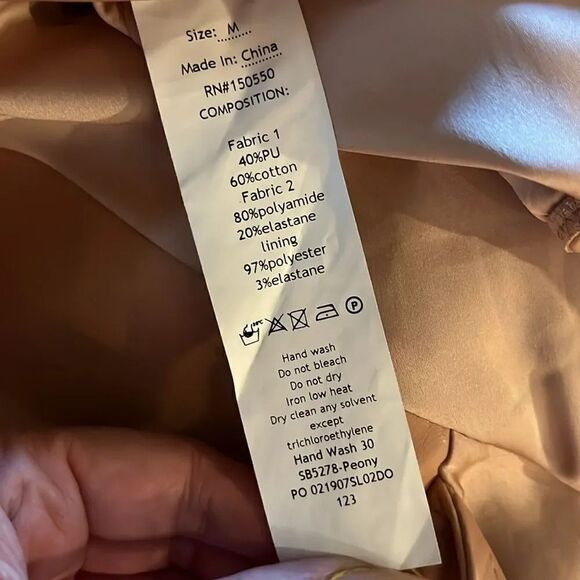 Size: M
Made In: China
RN#150550
COMPOSITION:
Fabric 1
40%PU
60%cotton
Fabric 2
80%polyamide
20%elastane
lining
97%polyester
3%elastane
P
Hand wash
Do not bleach
Do not dry
Iron low heat
Dry clean any solvent
except
trichloroethylene
Hand Wash 30
SB5278-Peony
PO 021907SL02DO
123